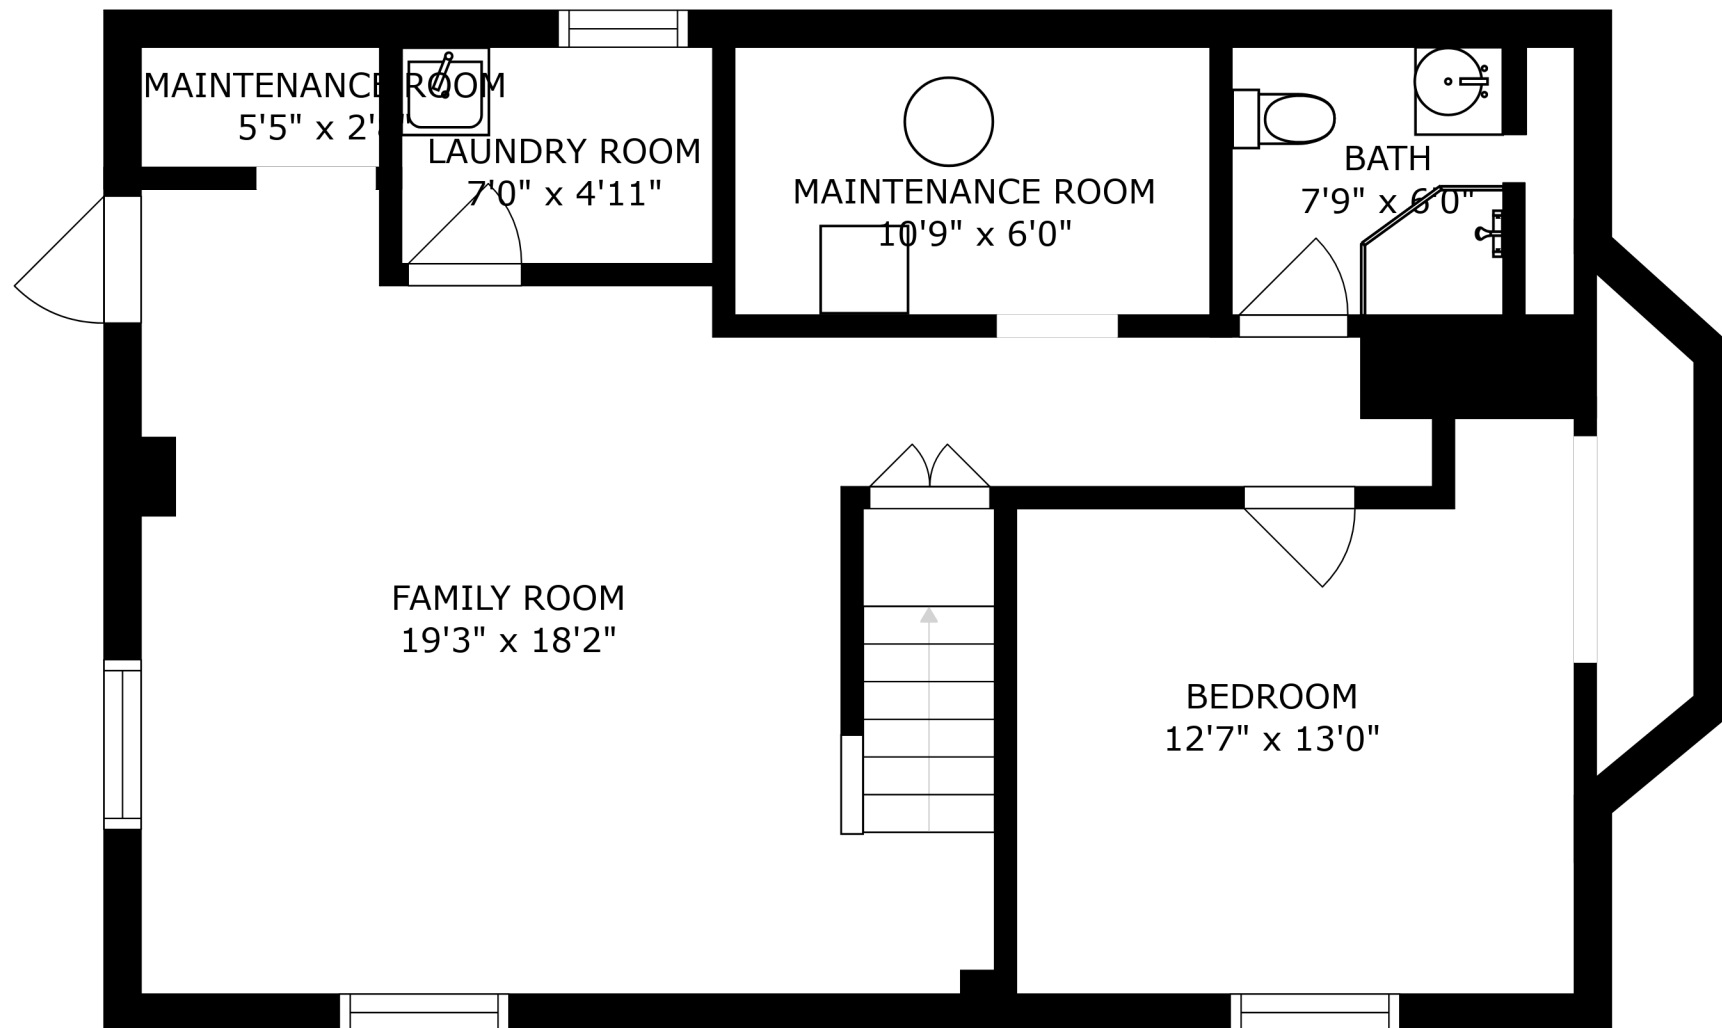 MAINTENANCE ROOM
5'5" x 2'
LAUNDRY ROOM
7'0" x 4'11"
MAINTENANCE ROOM
10'9" x 6'0"
BATH
7'9" x 6'0"
FAMILY ROOM
19'3" x 18'2"
BEDROOM
12'7" x 13'0"